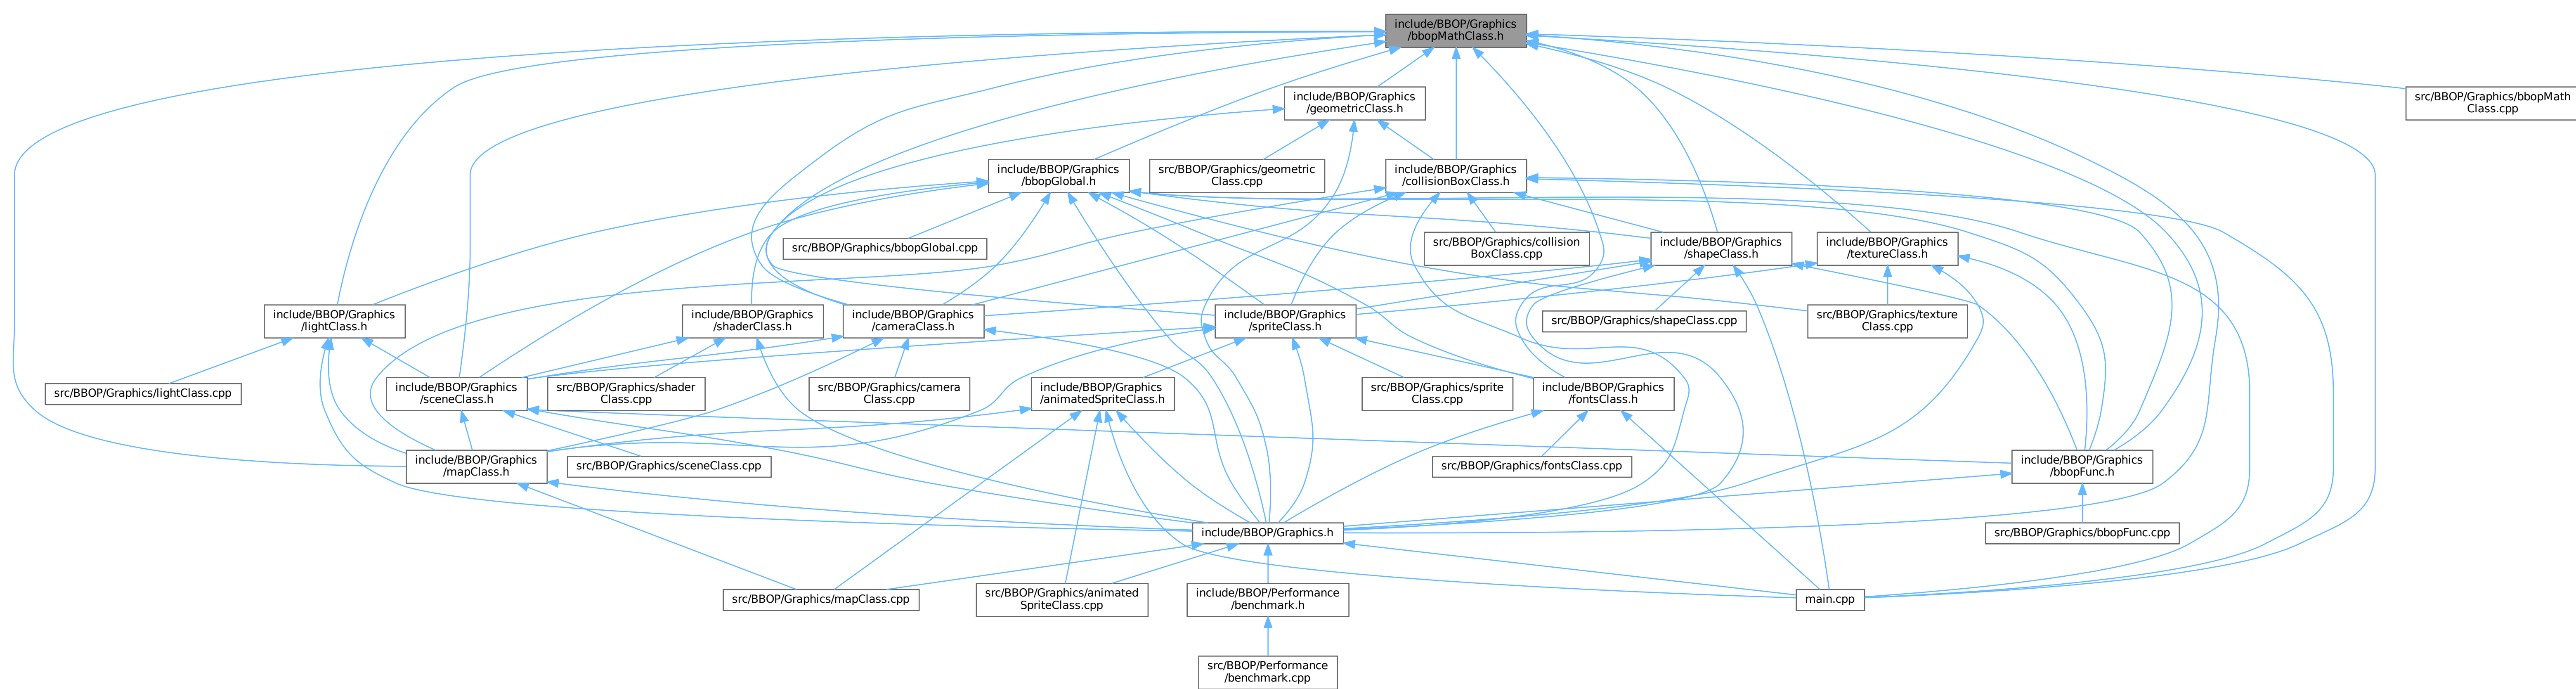 include/BBOP/Graphics
/bbopMathClass.h
include/BBOP/Graphics
/geometricClass.h
src/BBOP/Graphics/bbopMath
Class.cpp
include/BBOP/Graphics
/bbopGlobal.h
src/BBOP/Graphics/geometric
Class.cpp
include/BBOP/Graphics
/collisionBoxClass.h
src/BBOP/Graphics/bbopGlobal.cpp
src/BBOP/Graphics/collision
BoxClass.cpp
include/BBOP/Graphics
/shapeClass.h
include/BBOP/Graphics
/textureClass.h
include/BBOP/Graphics
/lightClass.h
include/BBOP/Graphics
/shaderClass.h
include/BBOP/Graphics
/cameraClass.h
include/BBOP/Graphics
/spriteClass.h
src/BBOP/Graphics/shapeClass.cpp
src/BBOP/Graphics/texture
Class.cpp
src/BBOP/Graphics/lightClass.cpp
include/BBOP/Graphics
/sceneClass.h
src/BBOP/Graphics/shader
Class.cpp
src/BBOP/Graphics/camera
Class.cpp
include/BBOP/Graphics
/animatedSpriteClass.h
src/BBOP/Graphics/sprite
Class.cpp
include/BBOP/Graphics
/fontsClass.h
include/BBOP/Graphics
/mapClass.h
src/BBOP/Graphics/sceneClass.cpp
src/BBOP/Graphics/fontsClass.cpp
include/BBOP/Graphics
/bbopFunc.h
include/BBOP/Graphics.h
src/BBOP/Graphics/bbopFunc.cpp
src/BBOP/Graphics/mapClass.cpp
src/BBOP/Graphics/animated
SpriteClass.cpp
include/BBOP/Performance
/benchmark.h
main.cpp
src/BBOP/Performance
/benchmark.cpp